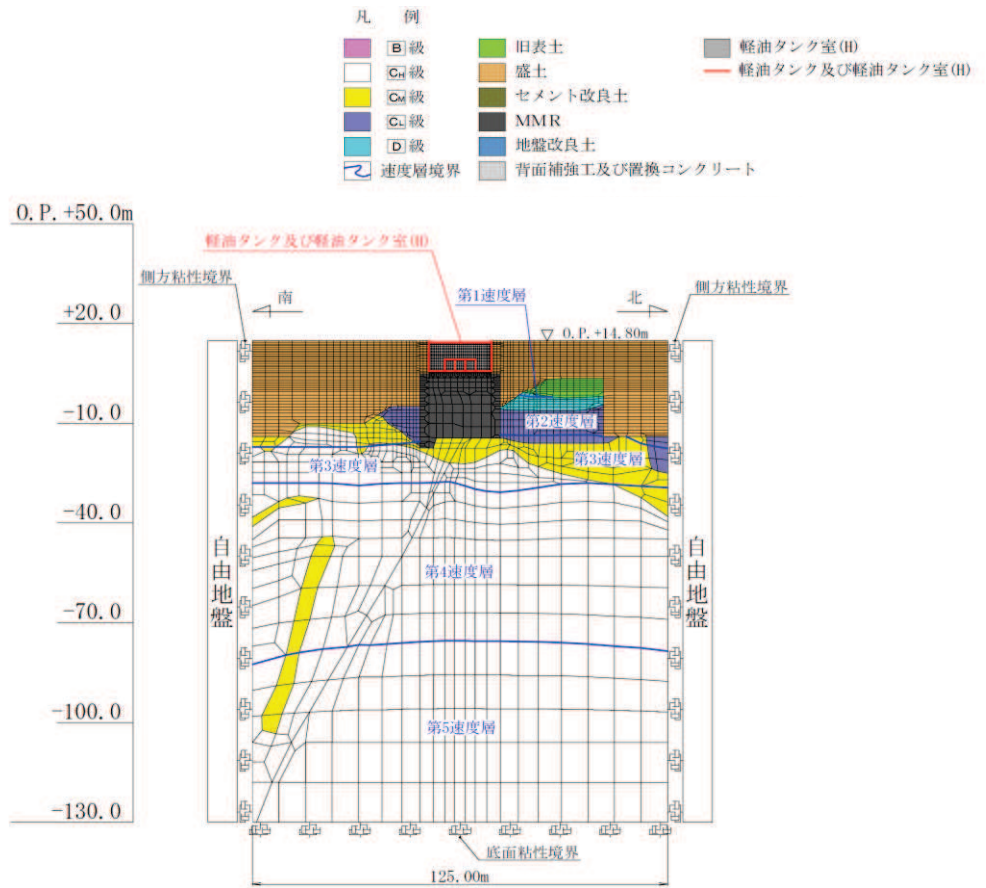 凡 例
B 級
旧表土
軽油タンク室(H)
CH 級
盛土
軽油タンク及び軽油タンク室(H)
CM 級
セメント改良土
CL 級
MMR
D 級
地盤改良土
速度層境界
背面補強工及び置換コンクリート
O.P.+50.0m
軽油タンク及び軽油タンク室(H)
側方粘性境界
側方粘性境界
南
第1速度層
北
+20.0
O.P.+14.80m
-10.0
第2速度層
第3速度層
第3速度層
-40.0
自由地盤
自由地盤
第4速度層
-70.0
-100.0
第5速度層
-130.0
底面粘性境界
125.00m